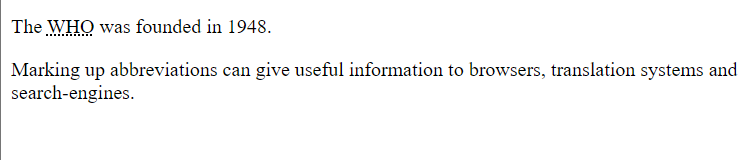 The WHO was founded in 1948.
Marking up abbreviations can give useful information to browsers, translation systems and
search-engines.